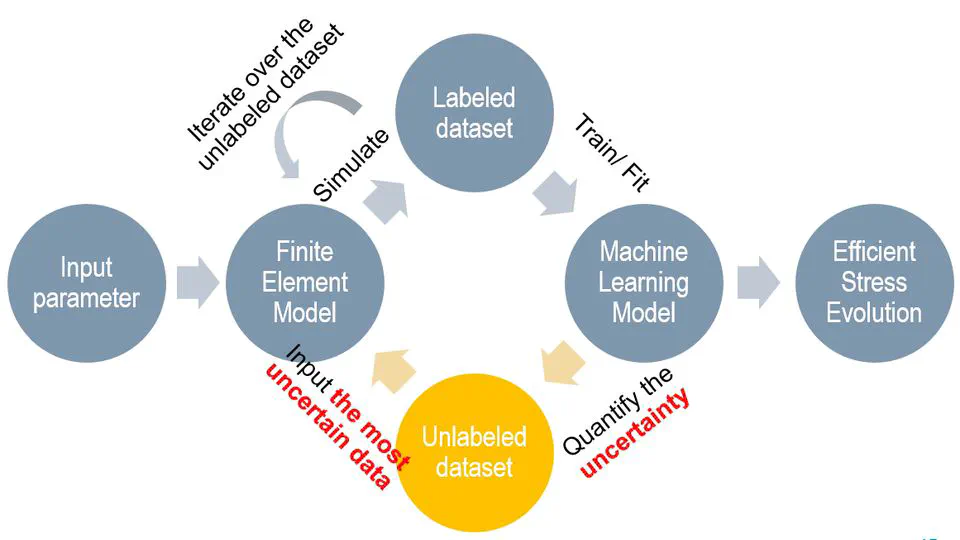 Iterate over the
unlabeled dataset
Labeled
dataset
Simulate
Train/ Fit
Input
parameter
Finite
Element
Model
Machine
Learning
Model
Efficient
Stress
Evolution
Input the most
uncertain data
Unlabeled
dataset
Quantify the
uncertainty